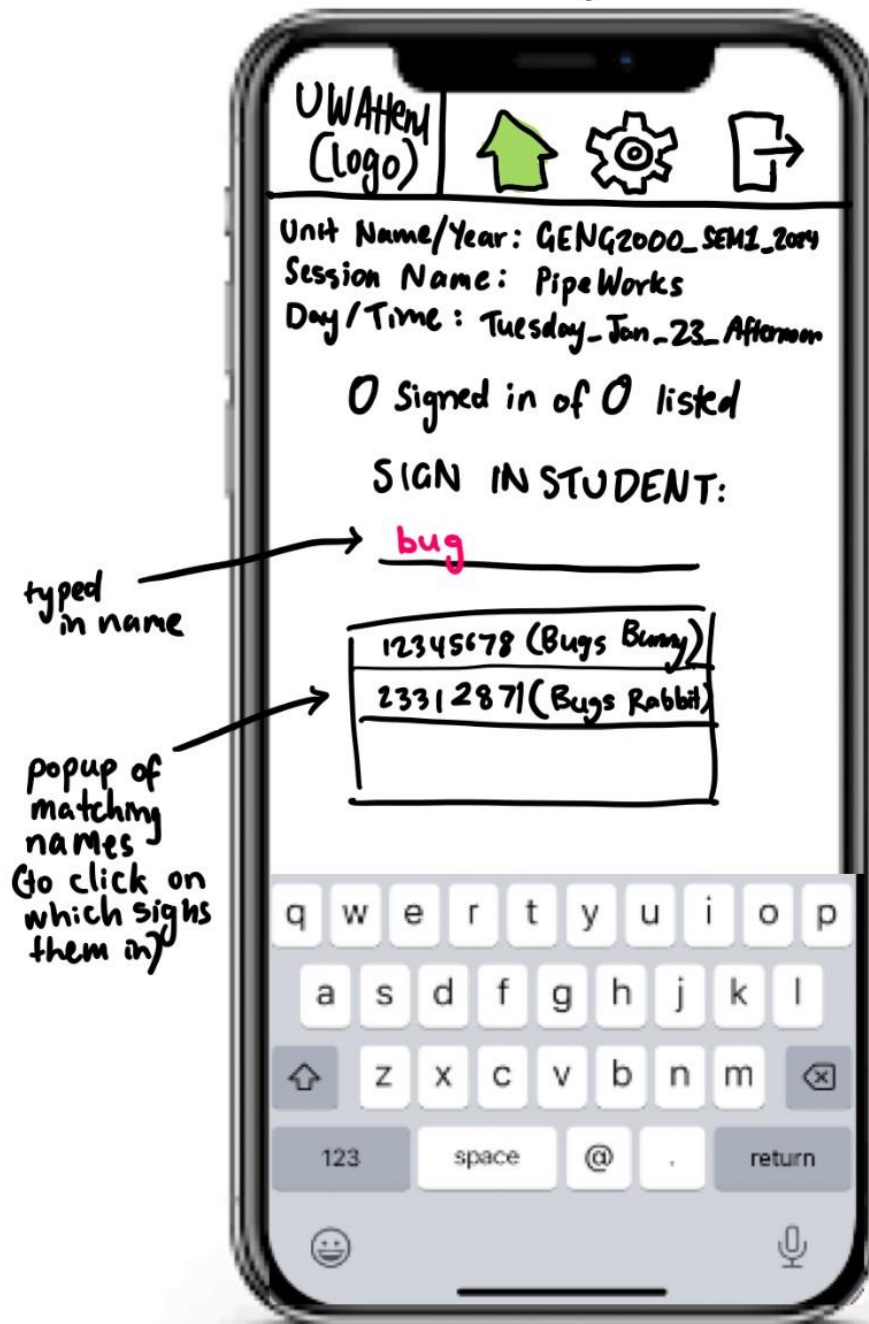 UWAttend
(logo)
Unit Name/Year: GENG2000_SEM1_2024
Session Name: PipeWorks
Day/Time: Tuesday_Jan_23_Afternoon
0 Signed in of 0 listed
SIGN IN STUDENT:
bug
typed
in name
12345678 (Bugs Bunny)
23312871 (Bugs Rabbit)
popup of
matching
names
(to click on
which signs
them in)
q w e r t y u i o p
a s d f g h j k l
z x c v b n m
123 space @ . return